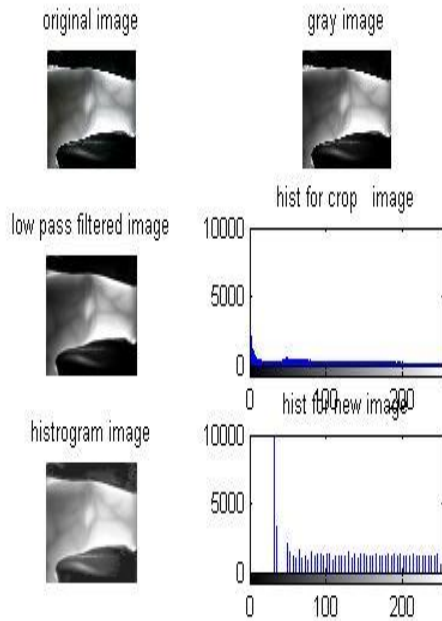 original image
gray image
low pass filtered image
hist for crop image
10000
5000
0
0 100 200
histrogram image
hist for new image
10000
5000
0
0 100 200